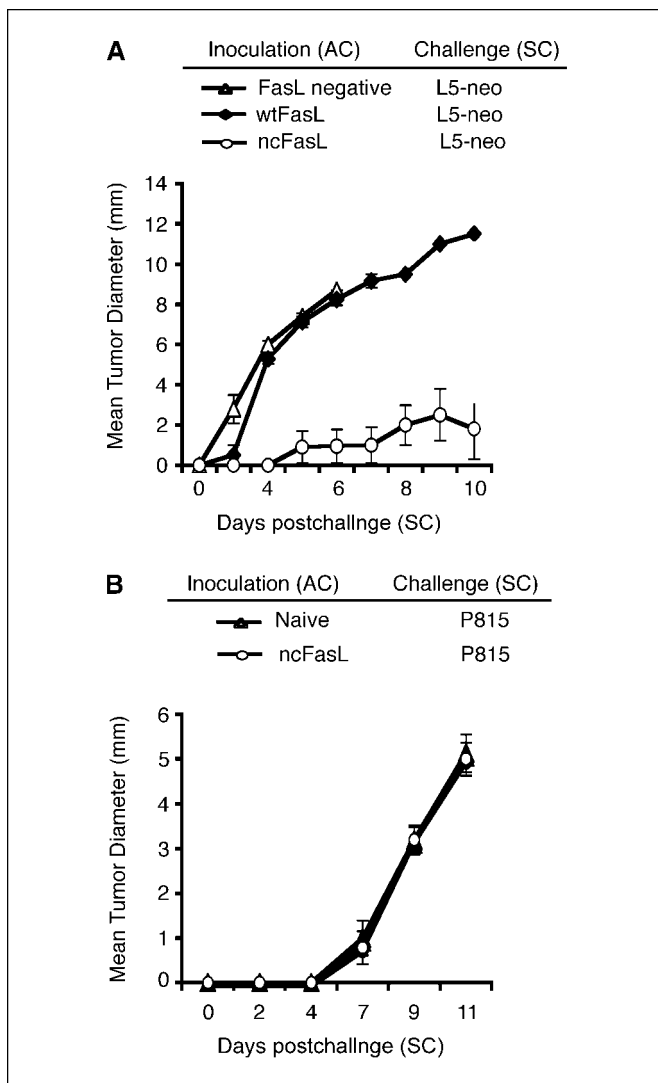 A
Inoculation (AC) Challenge (SC)
FasL negative L5-neo
wtFasL L5-neo
ncFasL L5-neo
14
12
10
8
6
4
2
0
Mean Tumor Diameter (mm)
0 4 6 8 10
Days postchallnge (SC)
B
Inoculation (AC) Challenge (SC)
Naive P815
ncFasL P815
6
5
4
3
2
1
0
Mean Tumor Diameter (mm)
0 2 4 7 9 11
Days postchallnge (SC)